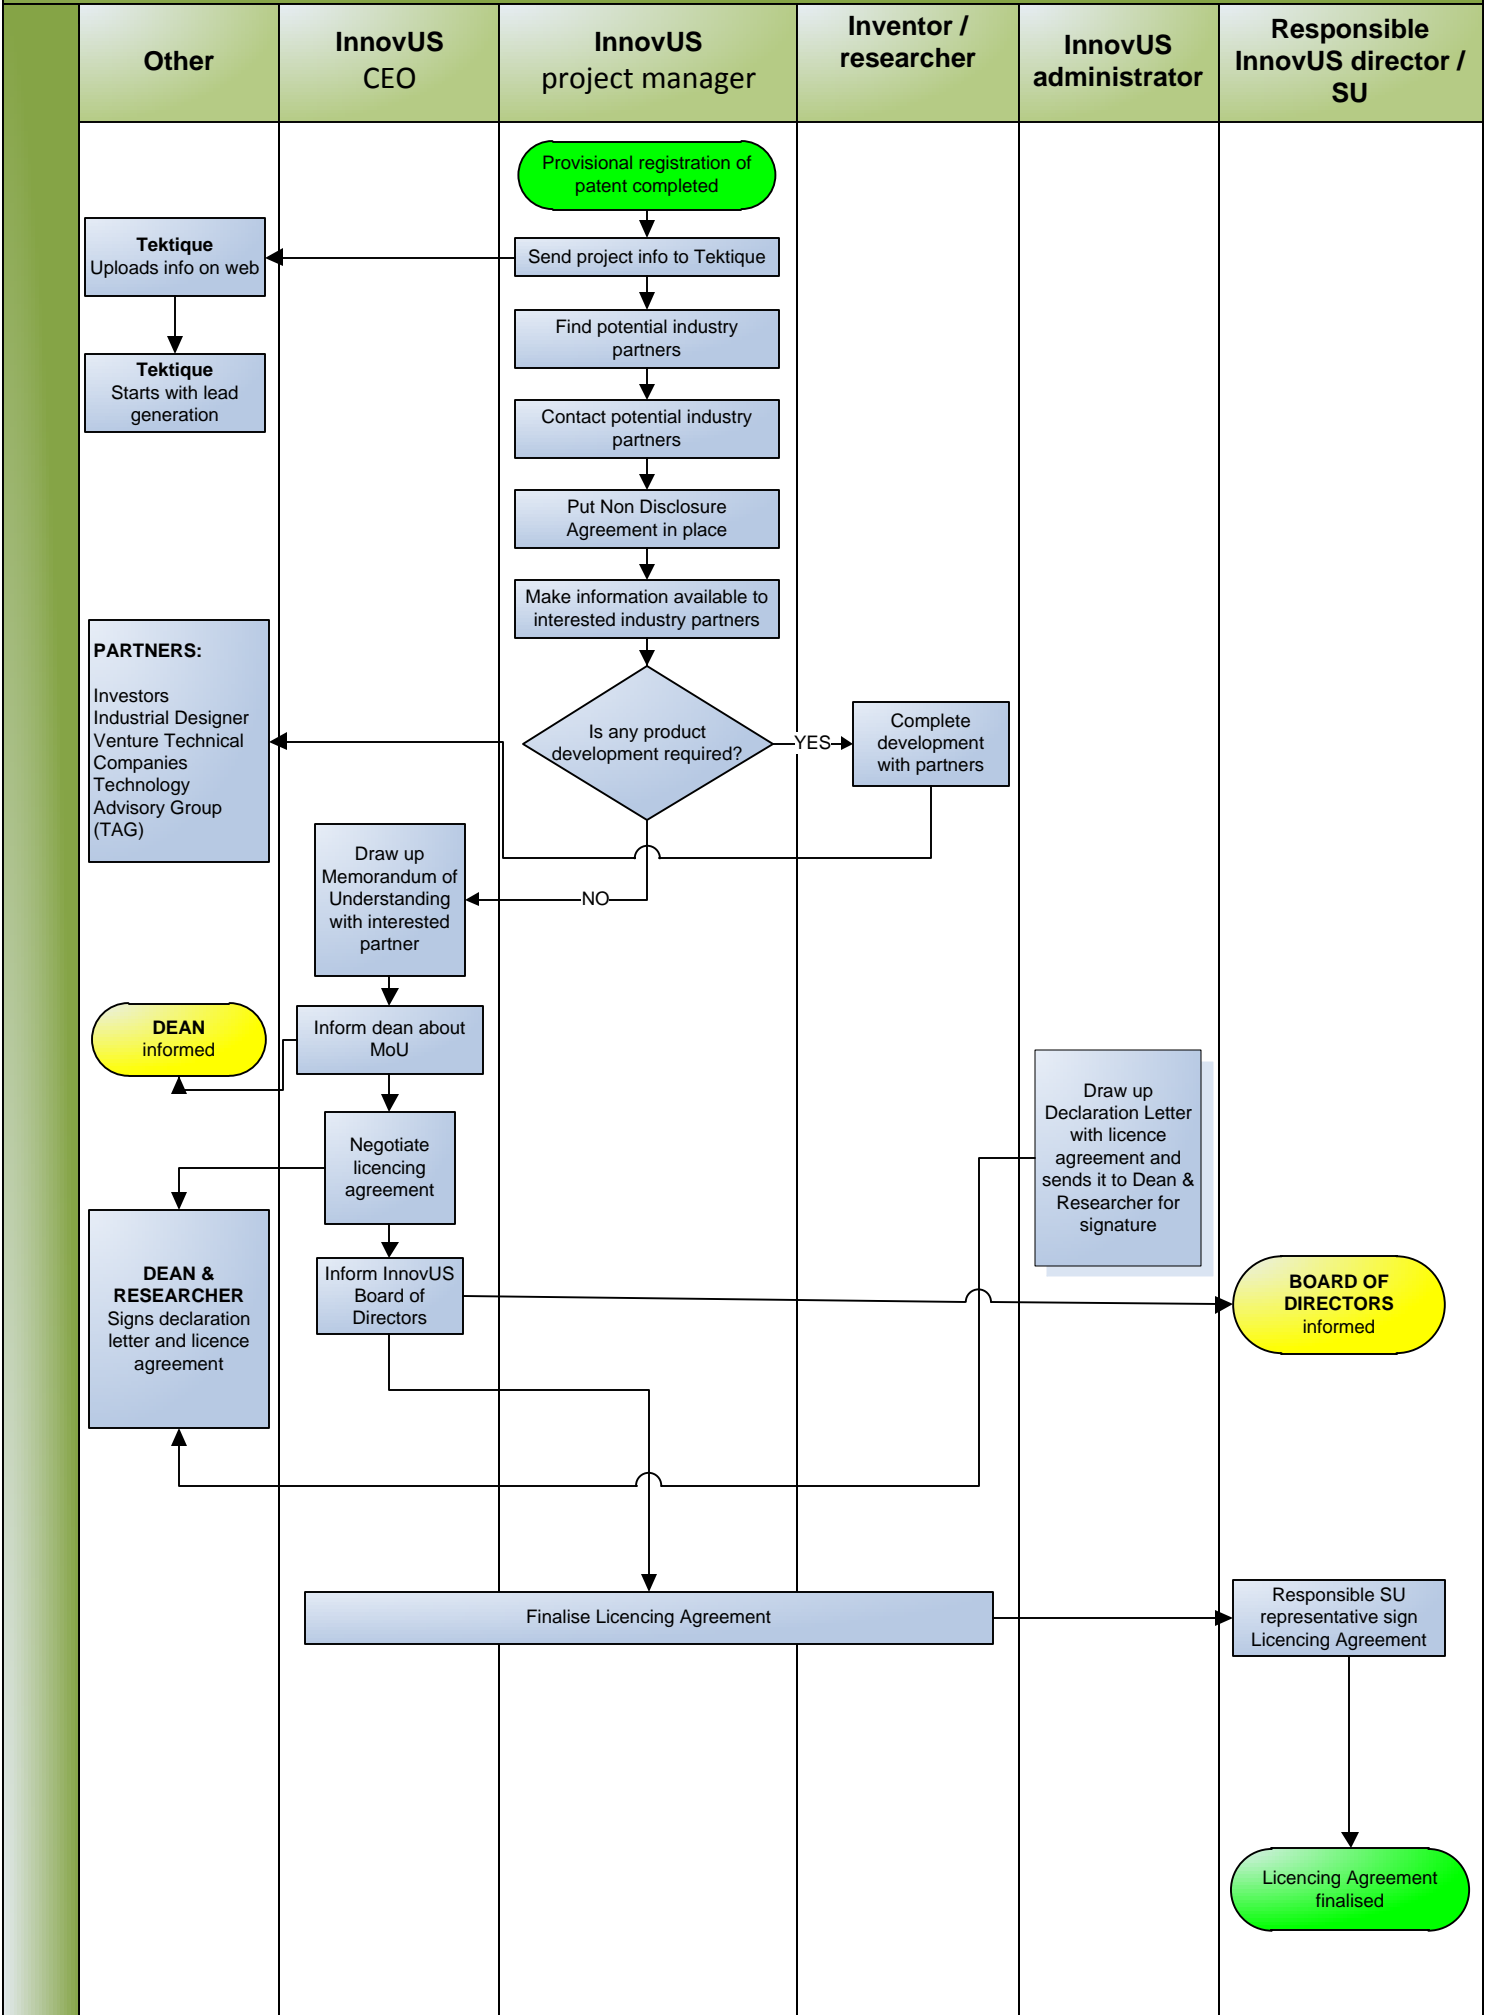 Other
InnovUS
CEO
InnovUS
project manager
Inventor /
researcher
InnovUS
administrator
Responsible
InnovUS director /
SU
Provisional registration of
patent completed
Tektique
Uploads info on web
Send project info to Tektique
Find potential industry
partners
Tektique
Starts with lead
generation
Contact potential industry
partners
Put Non Disclosure
Agreement in place
Make information available to
interested industry partners
PARTNERS:
Investors
Industrial Designer
Venture Technical
Companies
Technology
Advisory Group
(TAG)
Is any product
development required?
YES
Complete
development
with partners
Draw up
Memorandum of
Understanding
with interested
partner
NO
DEAN
informed
Inform dean about
MoU
Draw up
Declaration Letter
with licence
agreement and
sends it to Dean &
Researcher for
signature
Negotiate
licencing
agreement
DEAN &
RESEARCHER
Signs declaration
letter and licence
agreement
Inform InnovUS
Board of
Directors
BOARD OF
DIRECTORS
informed
Finalise Licencing Agreement
Responsible SU
representative sign
Licencing Agreement
Licencing Agreement
finalised